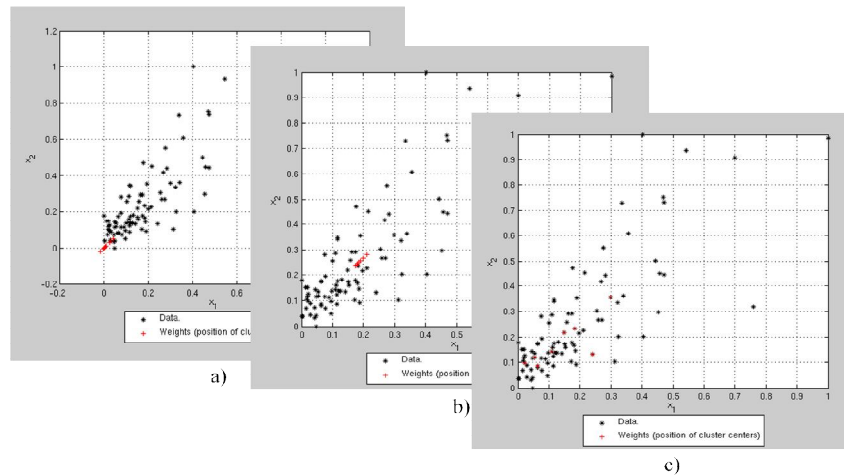 1.2
1
0.8
0.6
0.4
0.2
0
-0.2
x2
-0.2 0 0.2 0.4 0.6
x1
Data.
Weights (position of clu
a)
1
0.9
0.8
0.7
0.6
0.5
0.4
0.3
0.2
0.1
0
x2
0 0.1 0.2 0.3 0.4 0.5
x1
Data.
Weights (position
b)
1
0.9
0.8
0.7
0.6
0.5
0.4
0.3
0.2
0.1
0
x2
0 0.1 0.2 0.3 0.4 0.5 0.6 0.7 0.8 0.9 1
x1
Data.
Weights (position of cluster centers)
c)